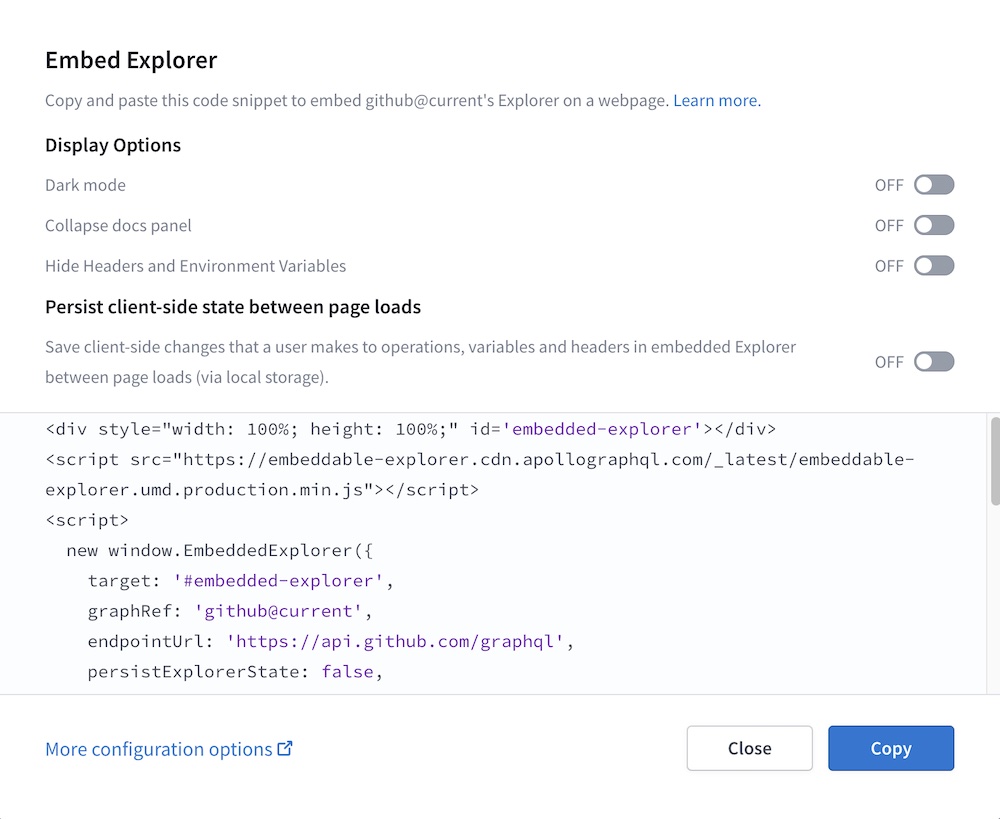 Embed Explorer
Copy and paste this code snippet to embed github@current's Explorer on a webpage. Learn more.
Display Options
Dark mode OFF
Collapse docs panel OFF
Hide Headers and Environment Variables OFF
Persist client-side state between page loads
Save client-side changes that a user makes to operations, variables and headers in embedded Explorer
between page loads (via local storage). OFF
<div style="width: 100%; height: 100%;" id='embedded-explorer'></div>
<script src="https://embeddable-explorer.cdn.apollographql.com/_latest/embeddable-
explorer.umd.production.min.js"></script>
<script>
  new window.EmbeddedExplorer({
    target: '#embedded-explorer',
    graphRef: 'github@current',
    endpointUrl: 'https://api.github.com/graphql',
    persistExplorerState: false,
More configuration options Close Copy